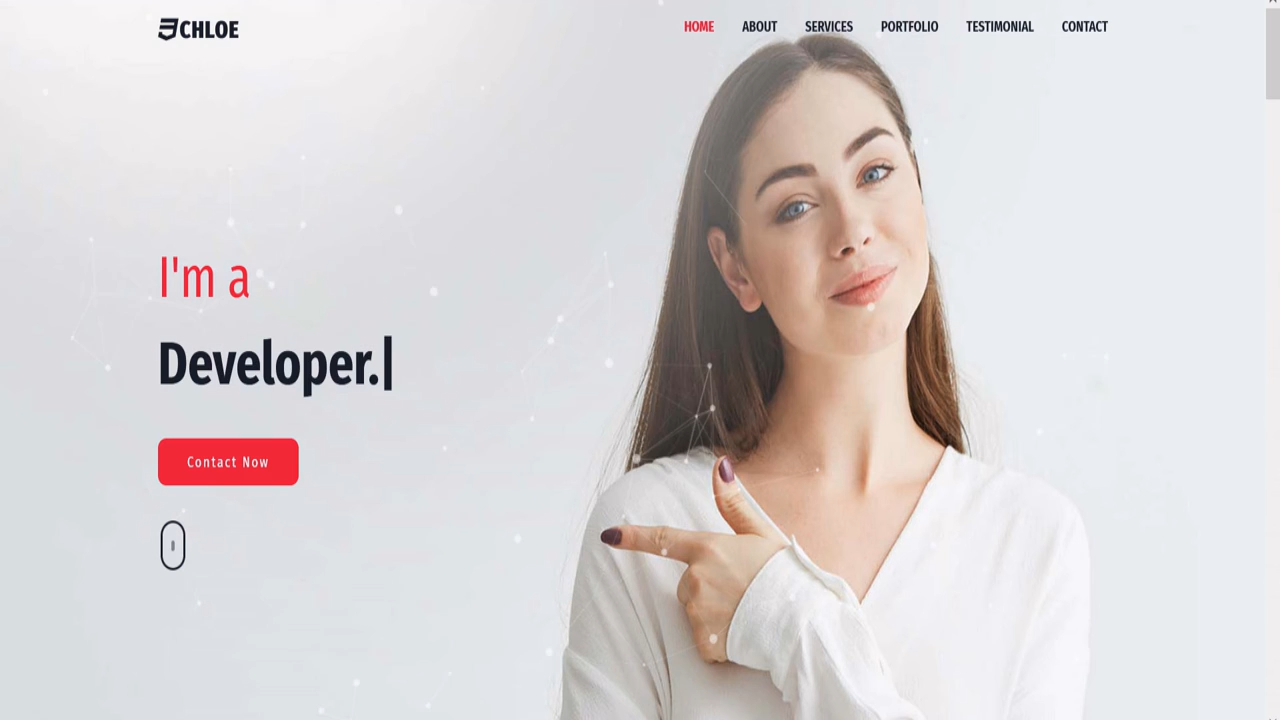 CHLOE
HOME ABOUT SERVICES PORTFOLIO TESTIMONIAL CONTACT
I'm a
Developer.
Contact Now